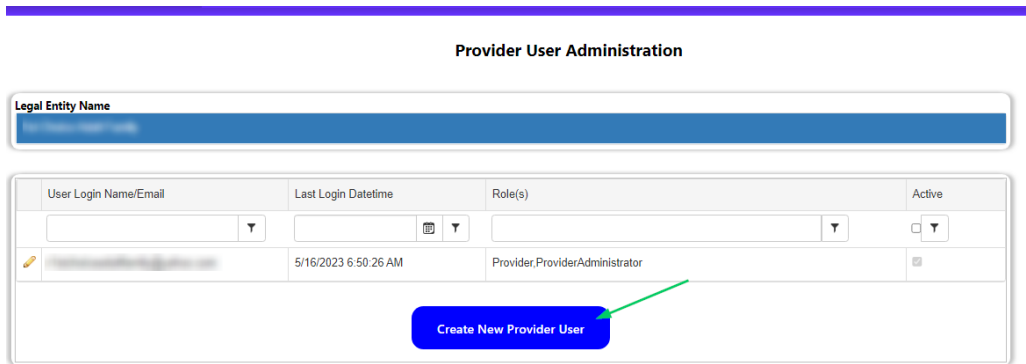 Provider User Administration
Legal Entity Name
User Login Name/Email Last Login Datetime Role(s) Active
5/16/2023 6:50:26 AM Provider,ProviderAdministrator
Create New Provider User